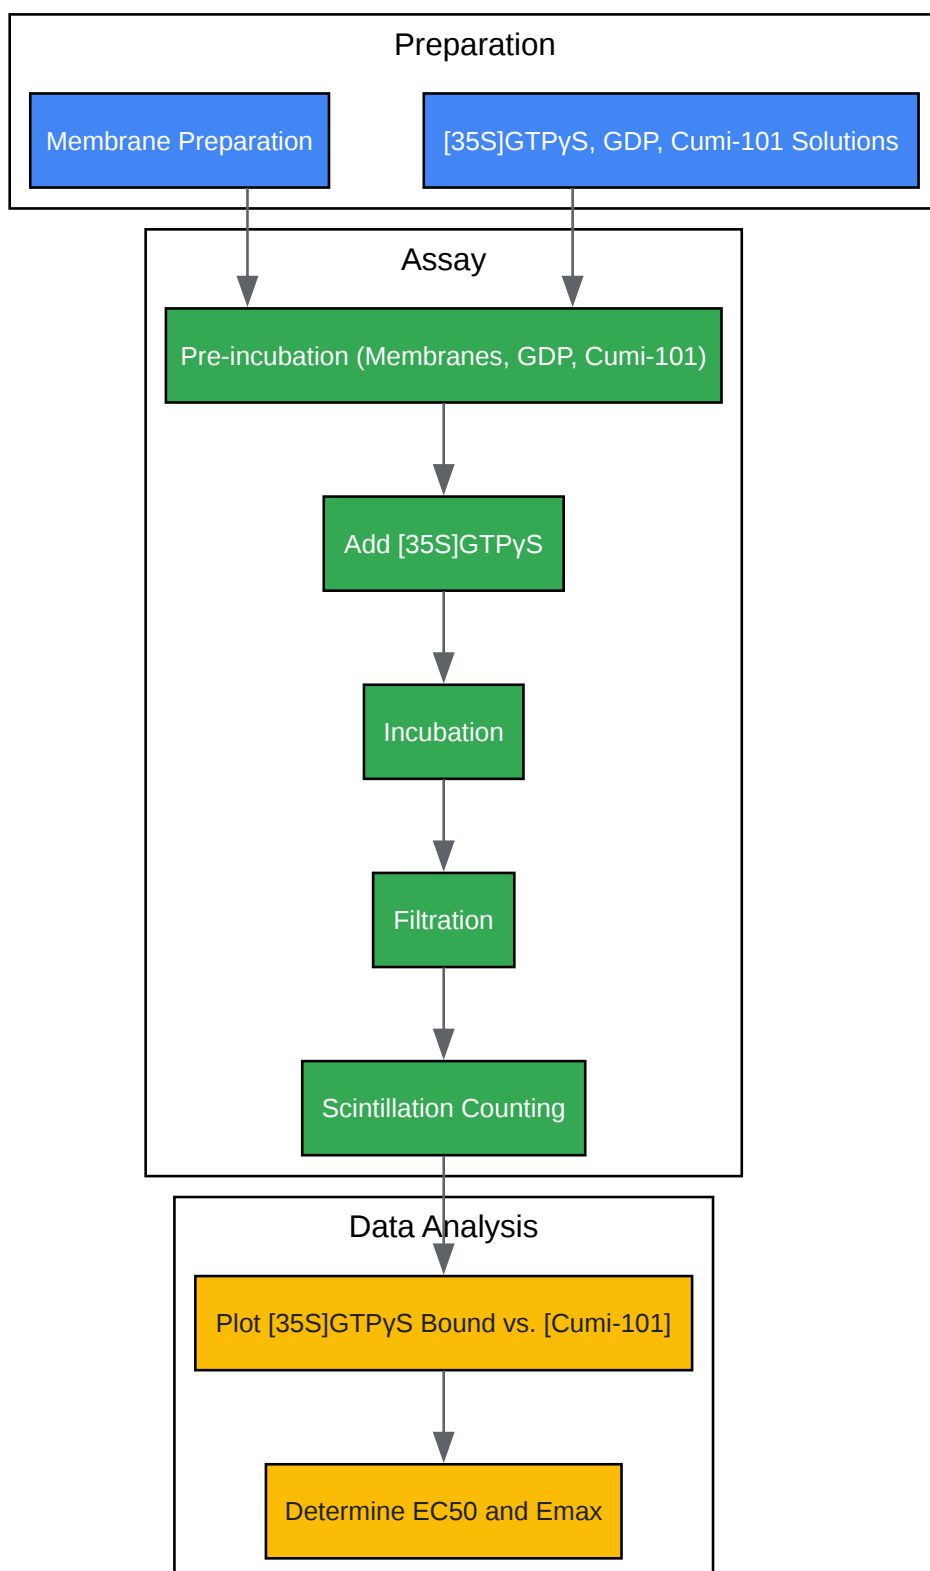 Preparation
Membrane Preparation
[35S]GTPγS, GDP, Cumi-101 Solutions
Assay
Pre-incubation (Membranes, GDP, Cumi-101)
Add [35S]GTPγS
Incubation
Filtration
Scintillation Counting
Data Analysis
Plot [35S]GTPγS Bound vs. [Cumi-101]
Determine EC50 and Emax